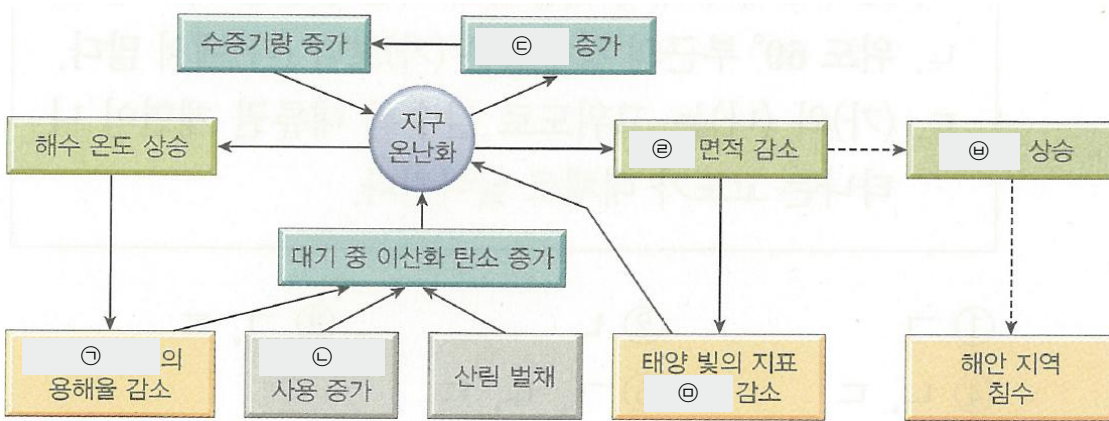 ㄴ. 위도 60° 부근에
수증기량 증가
㉢ 증가
해수 온도 상승
지구
온난화
㉣ 면적 감소
㉥ 상승
대기 중 이산화 탄소 증가
㉠ 의
용해율 감소
㉡
사용 증가
산림 벌채
태양 빛의 지표
㉤ 감소
해안 지역
침수